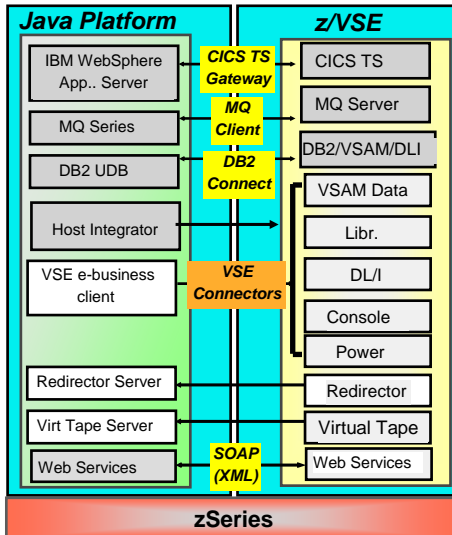 Java Platform
z/VSE
IBM WebSphere
App.. Server
CICS TS
Gateway
CICS TS
MQ Series
MQ
Client
MQ Server
DB2 UDB
DB2
Connect
DB2/VSAM/DLI
VSAM Data
Host Integrator
Libr.
VSE e-business
client
VSE
Connectors
DL/I
Console
Power
Redirector Server
Redirector
Virt Tape Server
Virtual Tape
Web Services
SOAP
(XML)
Web Services
zSeries